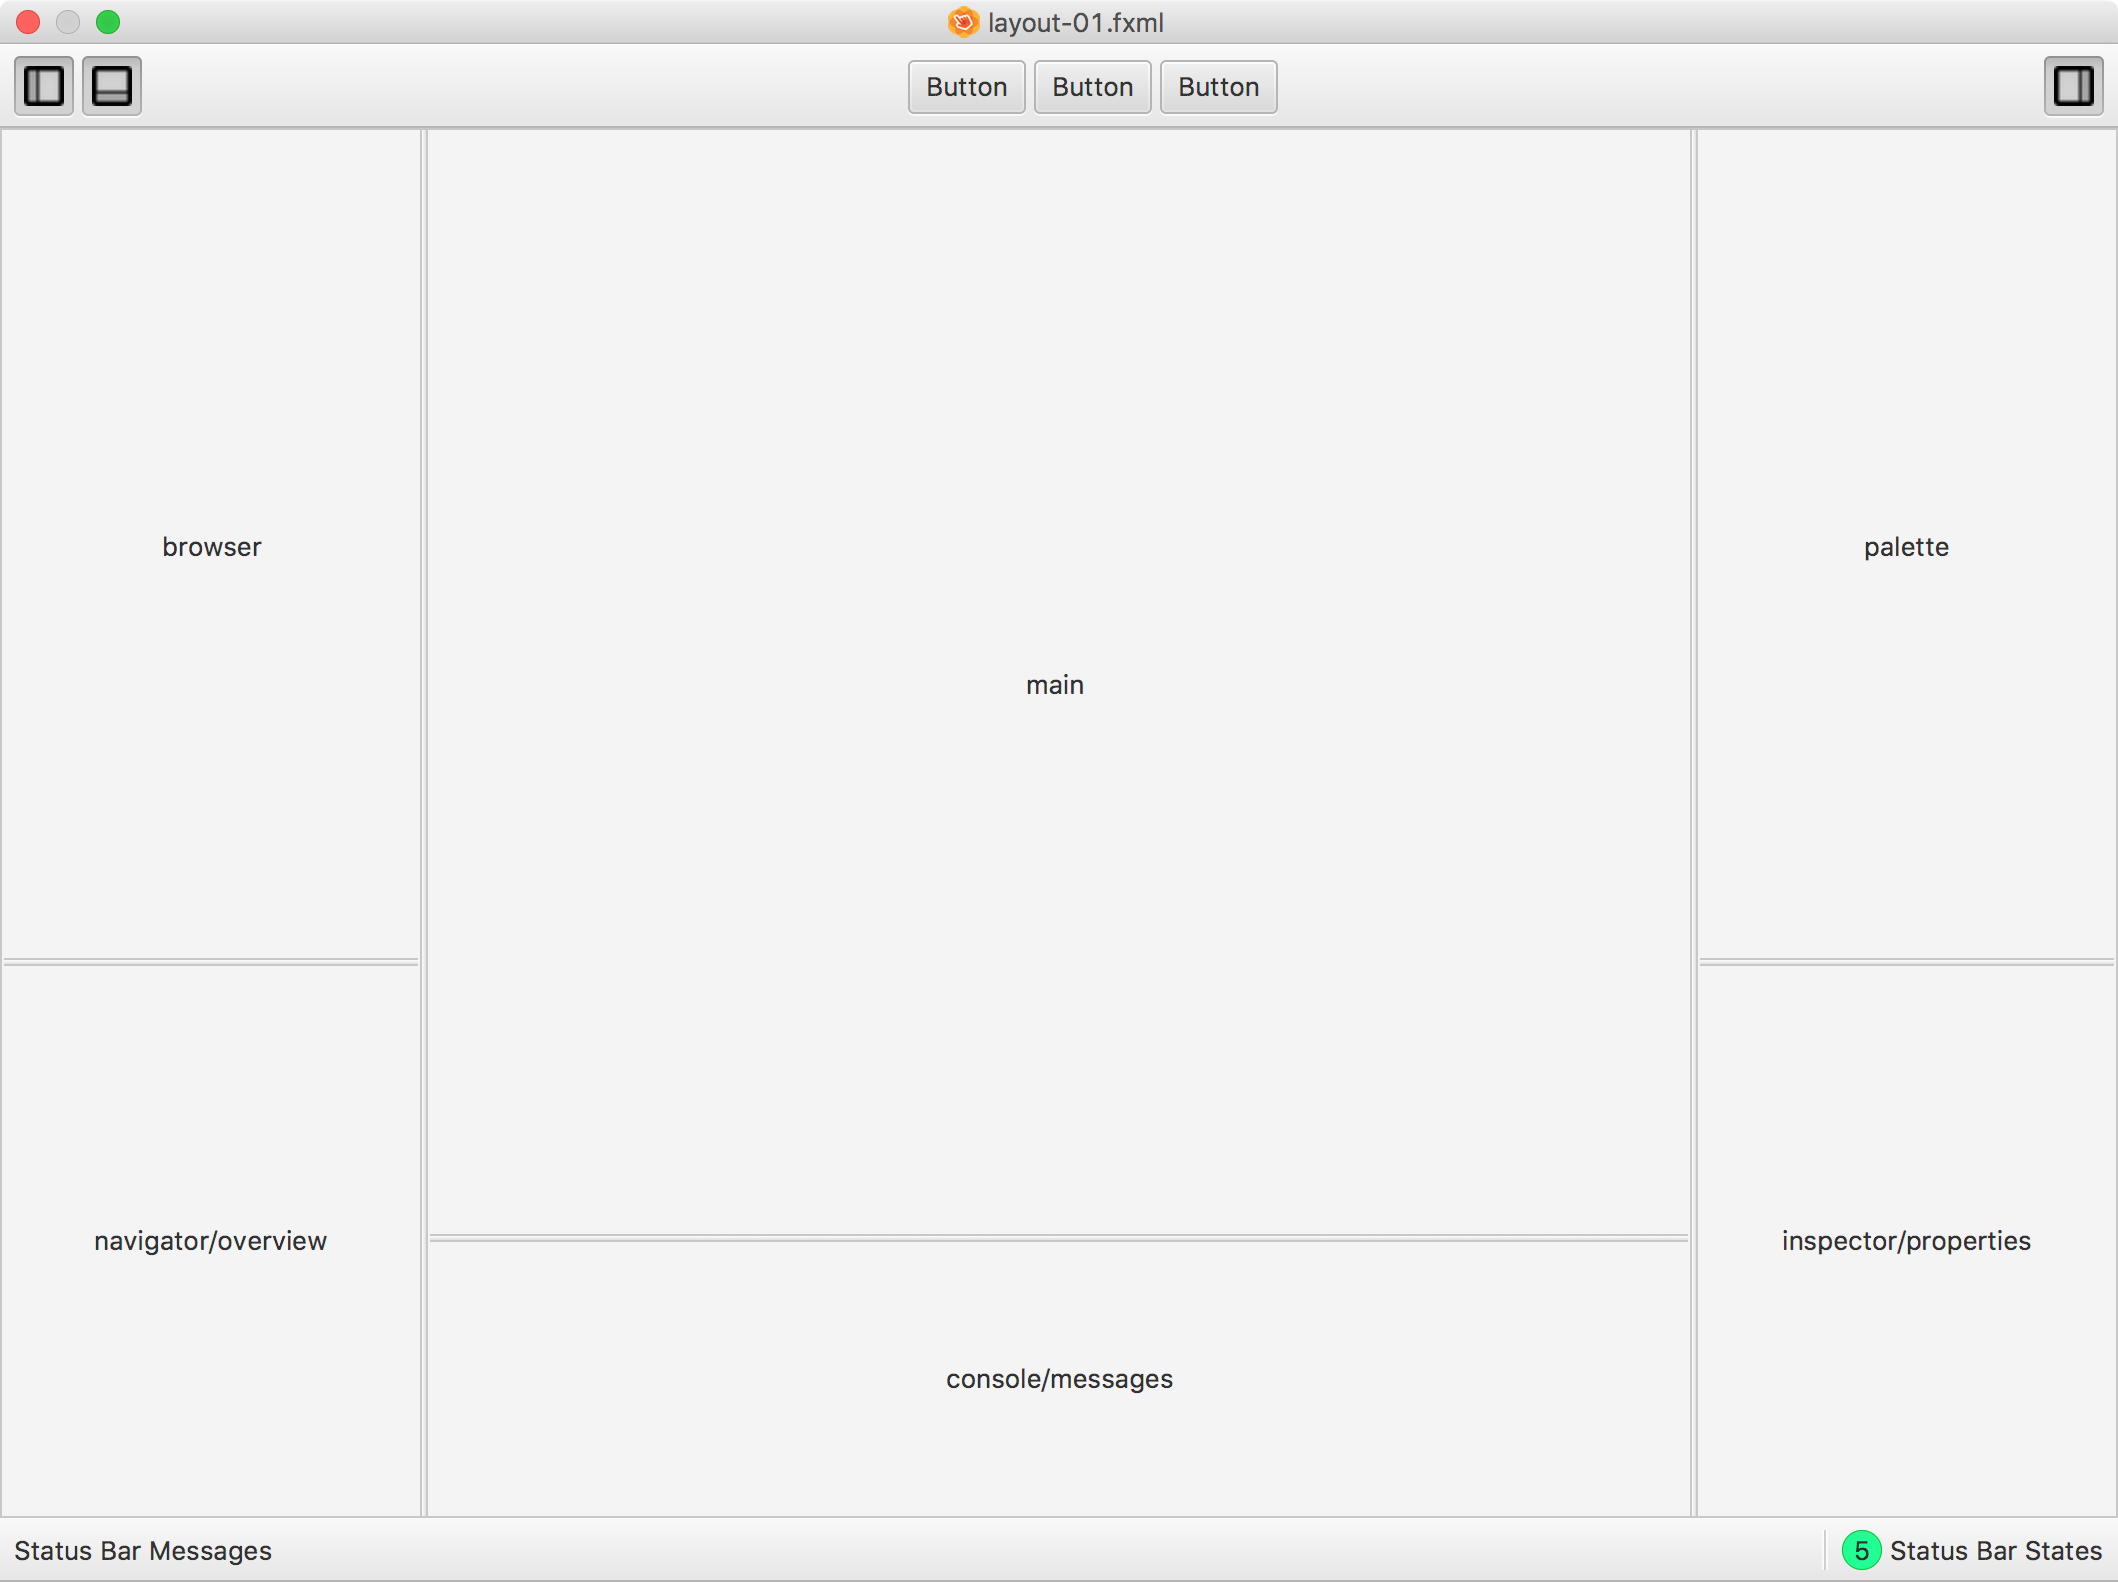 layout-01.fxml
Button Button Button
browser
palette
main
navigator/overview
inspector/properties
console/messages
Status Bar Messages
5 Status Bar States